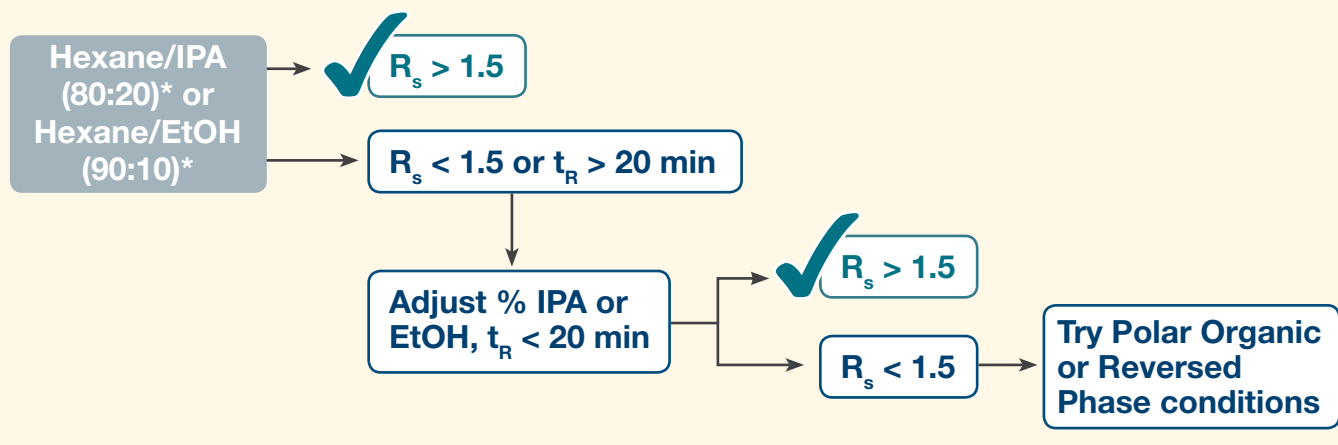 Hexane/IPA
(80:20)* or
Hexane/EtOH
(90:10)*
Rs > 1.5
Rs < 1.5 or tR > 20 min
Adjust % IPA or
EtOH, tR < 20 min
Rs > 1.5
Rs < 1.5
Try Polar Organic
or Reversed
Phase conditions